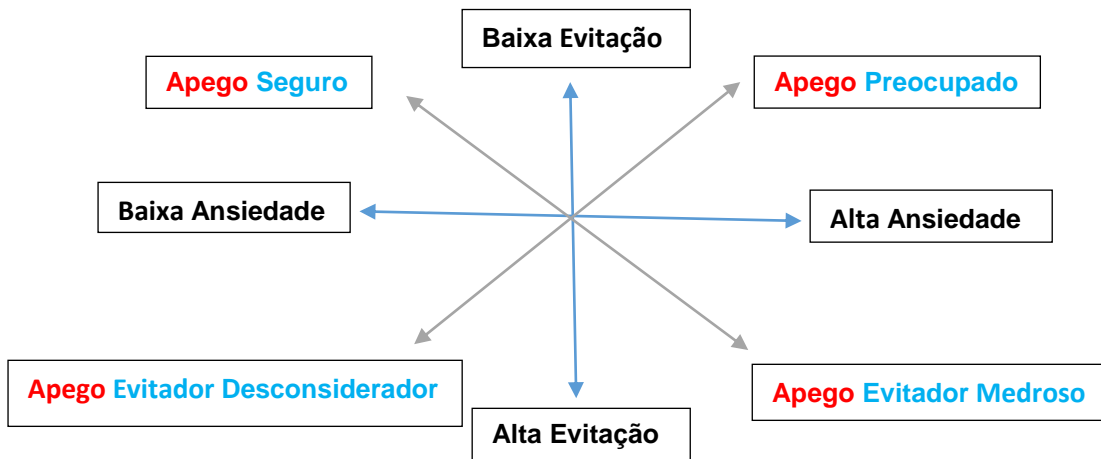 Baixa Evitação
Apego Seguro
Apego Preocupado
Baixa Ansiedade
Alta Ansiedade
Apego Evitador Desconsiderador
Apego Evitador Medroso
Alta Evitação